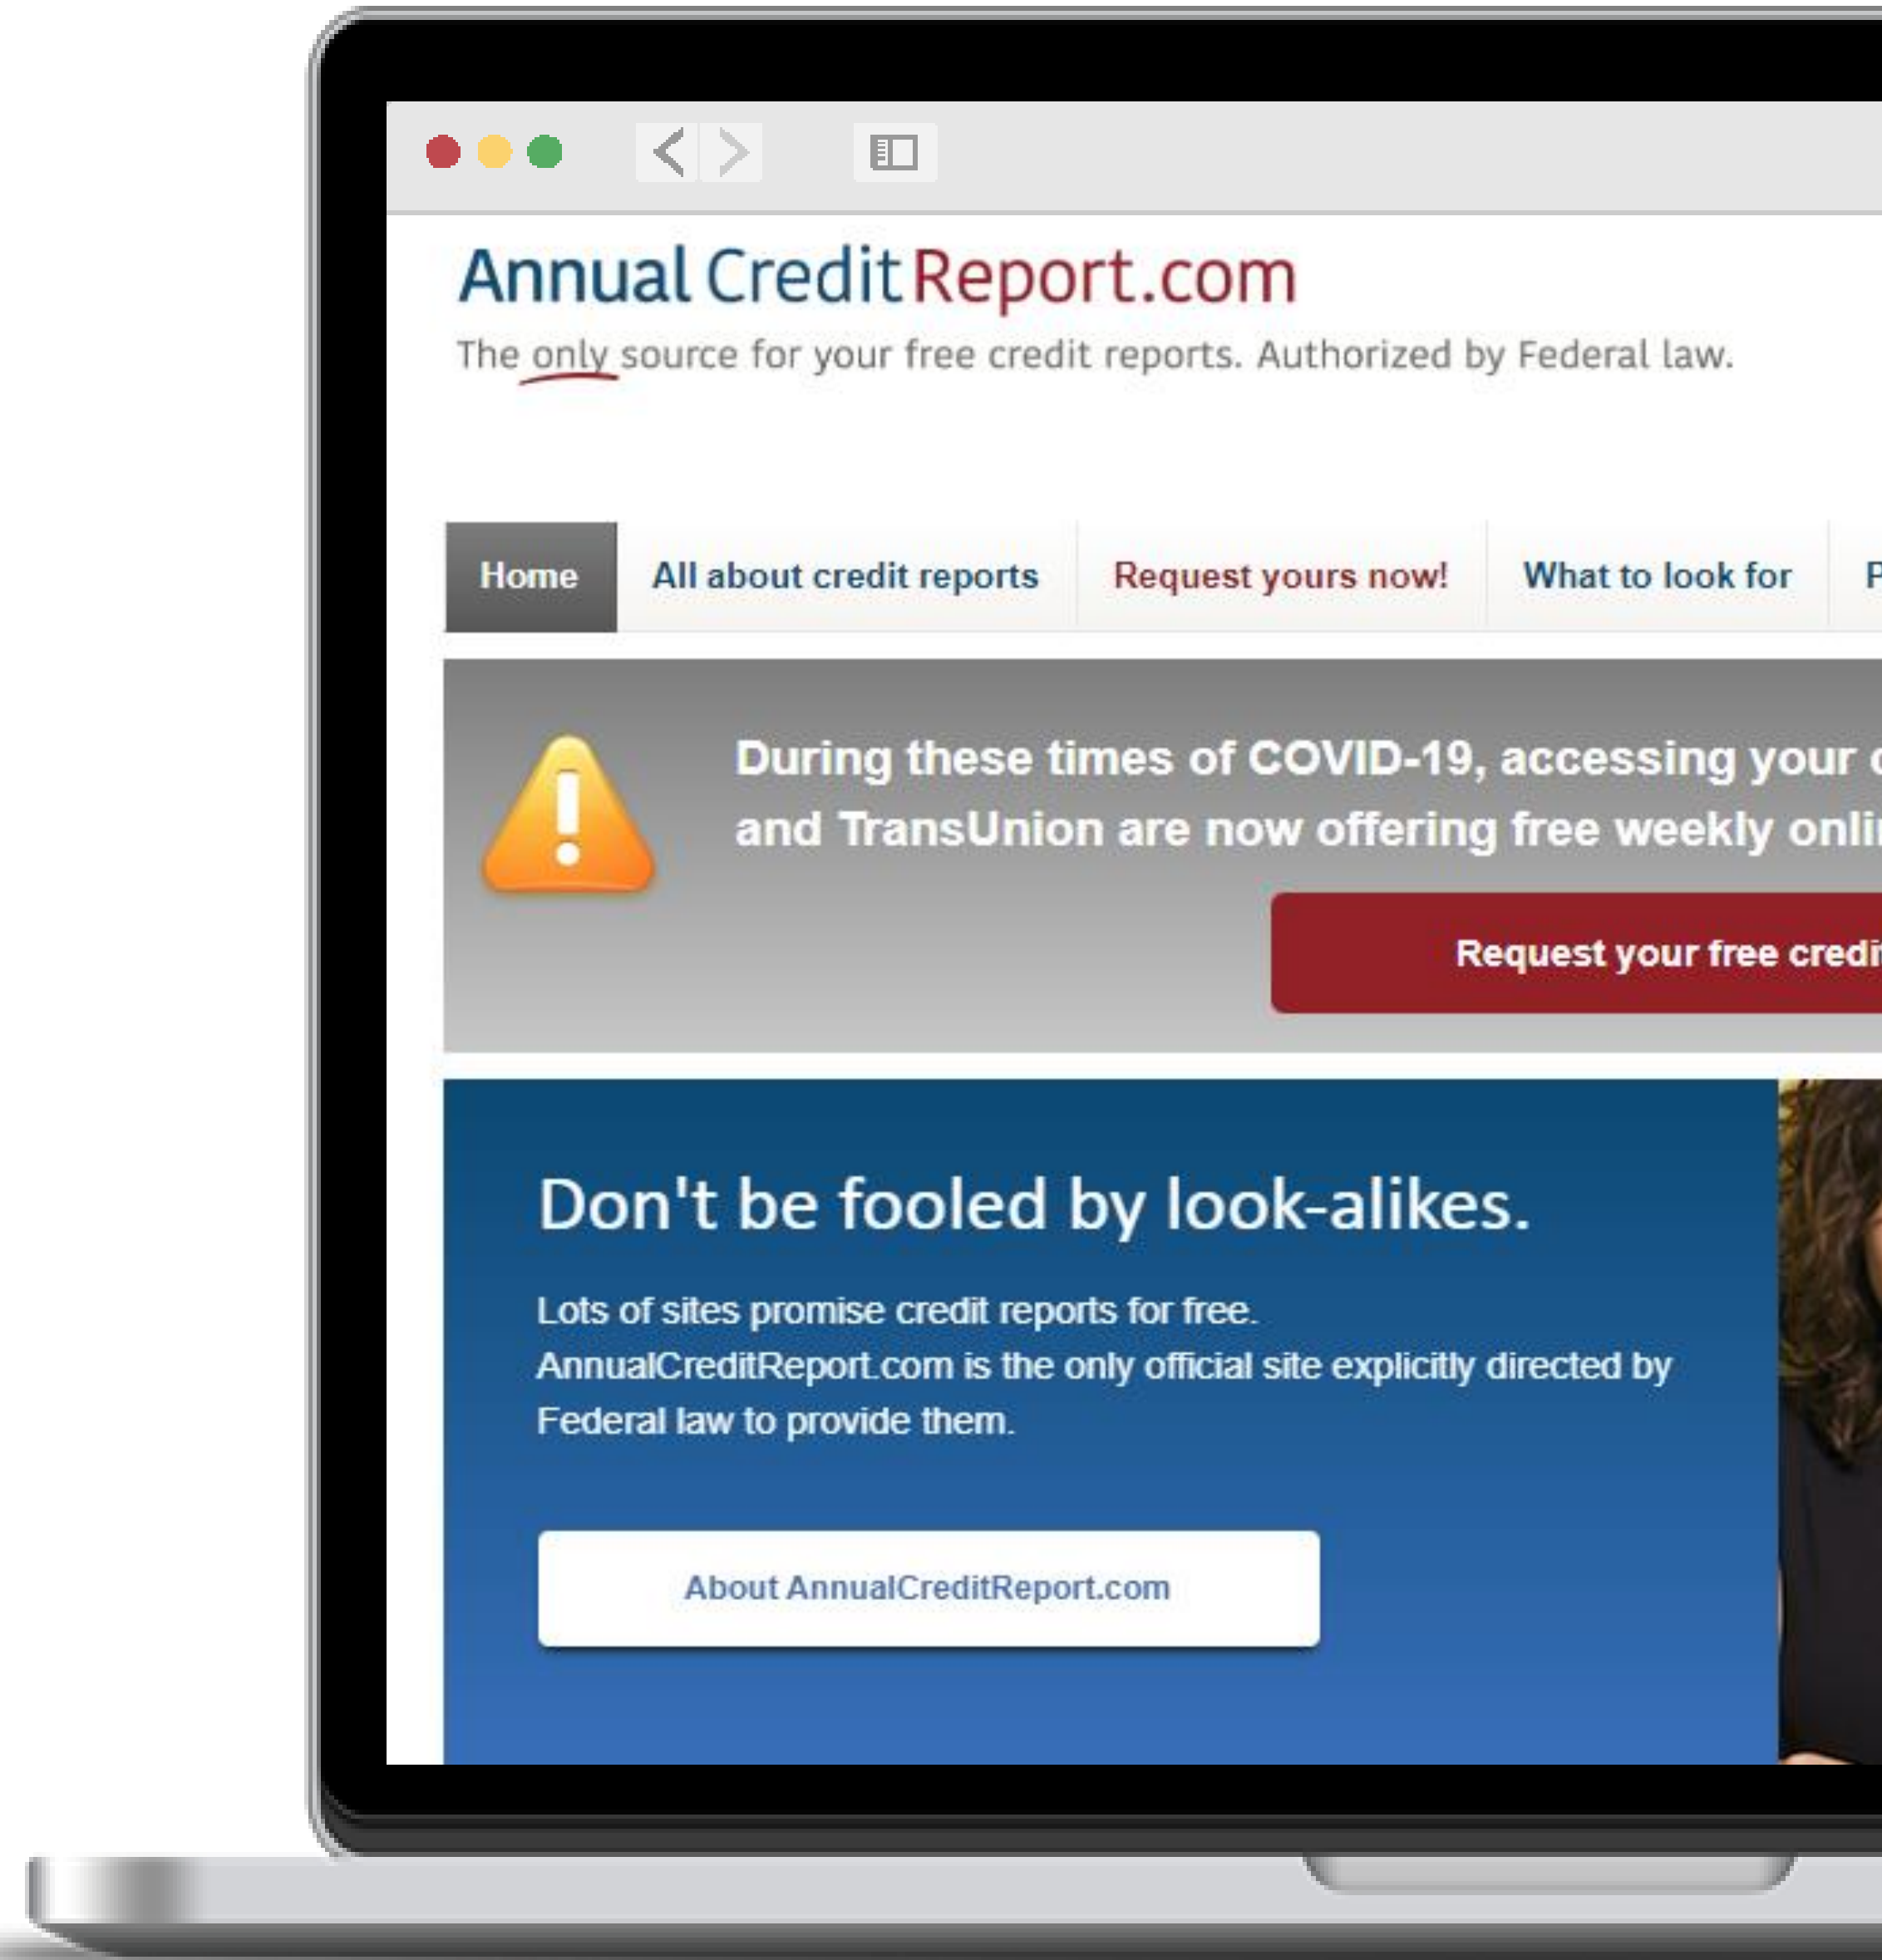 Annual Credit Report.com
The only source for your free credit reports. Authorized by Federal law.
Home All about credit reports Request yours now! What to look for
During these times of COVID-19, accessing your
and TransUnion are now offering free weekly
Request your free
Don't be fooled by look-alikes.
Lots of sites promise credit reports for free.
AnnualCreditReport.com is the only official site explicitly directed by
Federal law to provide them.
About AnnualCreditReport.com